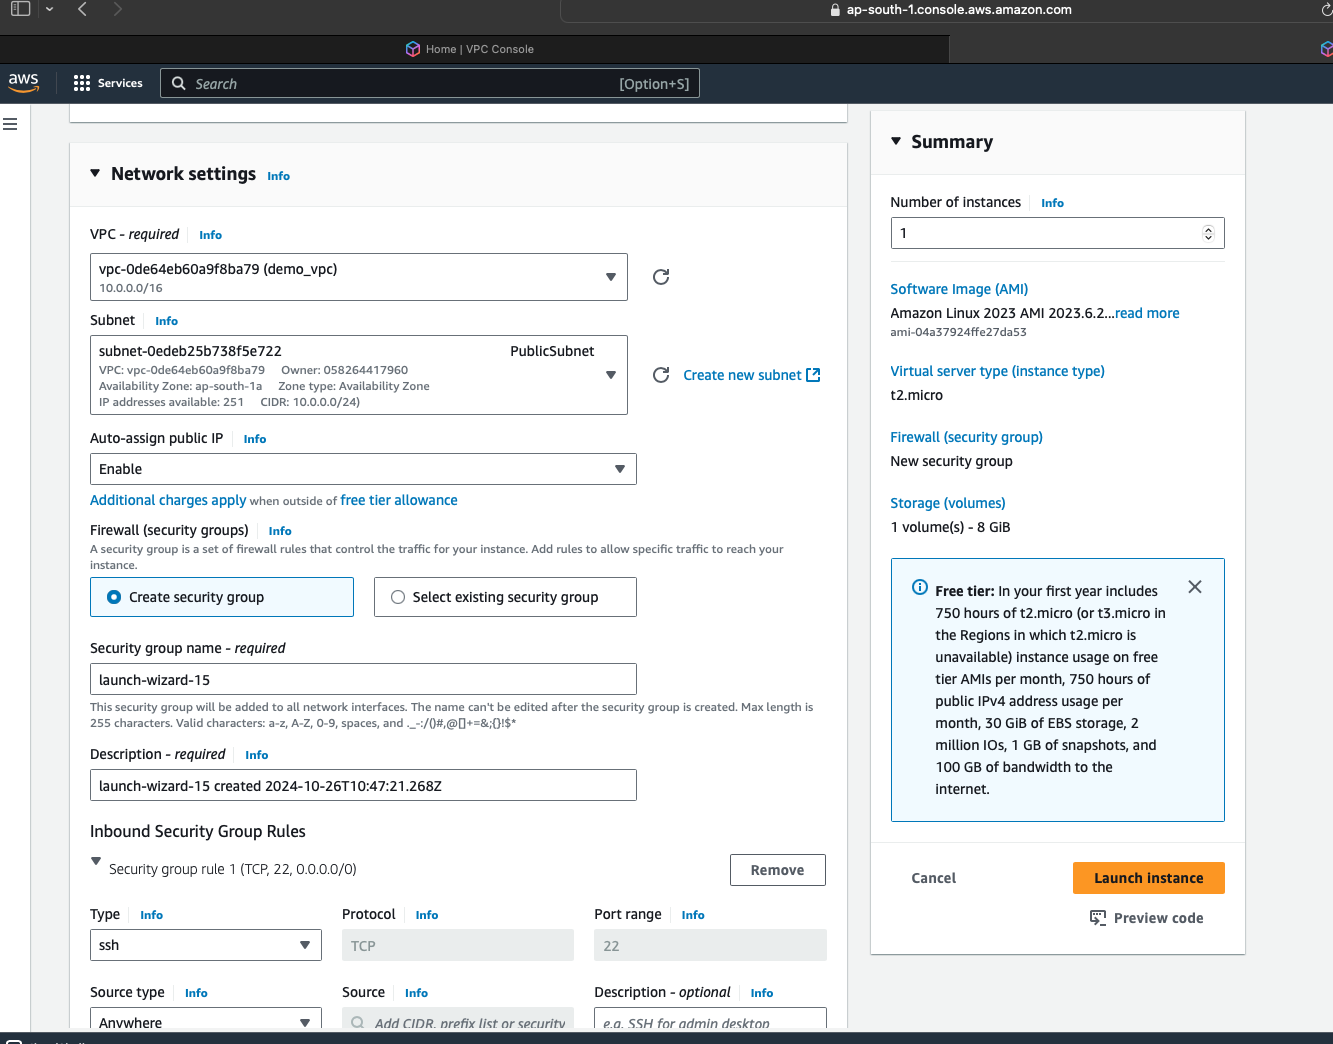 ap-south-1.console.aws.amazon.com
Home | VPC Console
aws
Services
Search
[Option+S]
Network settings Info
VPC - required Info
vpc-0de64eb60a9f8ba79 (demo_vpc)
10.0.0.0/16
Subnet Info
subnet-0edeb25b738f5e722 PublicSubnet
VPC: vpc-0de64eb60a9f8ba79 Owner: 058264417960
Availability Zone: ap-south-1a Zone type: Availability Zone
IP addresses available: 251 CIDR: 10.0.0.0/24)
Create new subnet
Auto-assign public IP Info
Enable
Additional charges apply when outside of free tier allowance
Firewall (security groups) Info
A security group is a set of firewall rules that control the traffic for your instance. Add rules to allow specific traffic to reach your
instance.
Create security group
Select existing security group
Security group name - required
launch-wizard-15
This security group will be added to all network interfaces. The name can't be edited after the security group is created. Max length is
255 characters. Valid characters: a-z, A-Z, 0-9, spaces, and ._-:/()#,@[]+=&;{}!$*
Description - required Info
launch-wizard-15 created 2024-10-26T10:47:21.268Z
Inbound Security Group Rules
Security group rule 1 (TCP, 22, 0.0.0.0/0)
Remove
Type Info
ssh
Protocol Info
TCP
Port range Info
22
Source type Info
Anywhere
Source Info
Add CIDR, prefix list or security
Description - optional Info
e.g. SSH for admin desktop
Summary
Number of instances Info
1
Software Image (AMI)
Amazon Linux 2023 AMI 2023.6.2...read more
ami-04a37924ffe27da53
Virtual server type (instance type)
t2.micro
Firewall (security group)
New security group
Storage (volumes)
1 volume(s) - 8 GiB
Free tier: In your first year includes
750 hours of t2.micro (or t3.micro in
the Regions in which t2.micro is
unavailable) instance usage on free
tier AMIs per month, 750 hours of
public IPv4 address usage per
month, 30 GiB of EBS storage, 2
million IOs, 1 GB of snapshots, and
100 GB of bandwidth to the
internet.
Cancel
Launch instance
Preview code